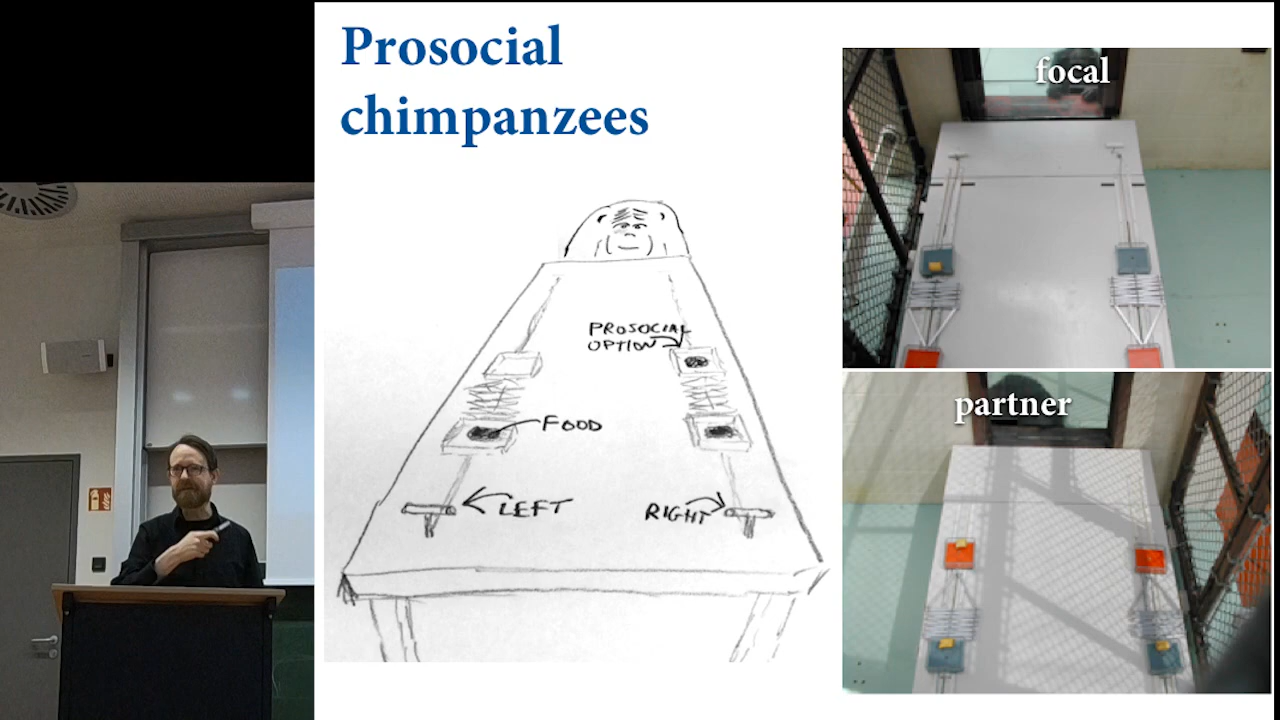 Prosocial
chimpanzees
focal
PROSOCIAL
OPTION
FOOD
LEFT
RIGHT
partner